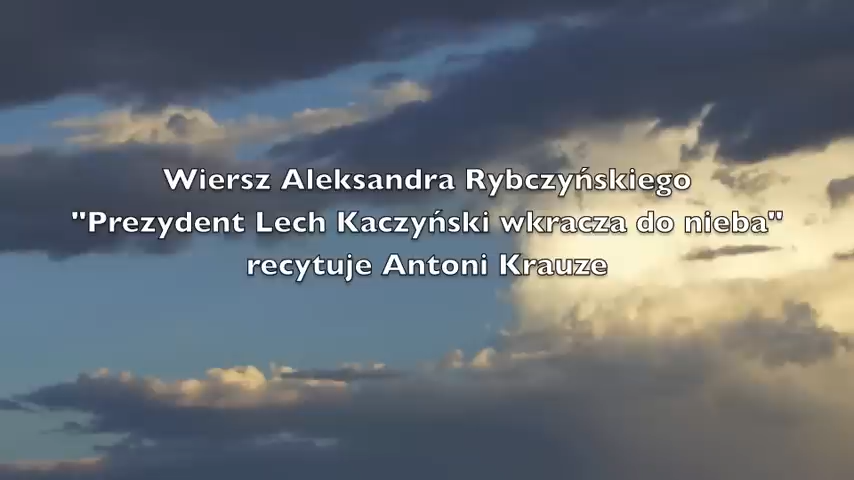 Wiersz Aleksandra Rybczyńskiego
"Prezydent Lech Kaczyński wkracza do nieba"
recytuje Antoni Krauze